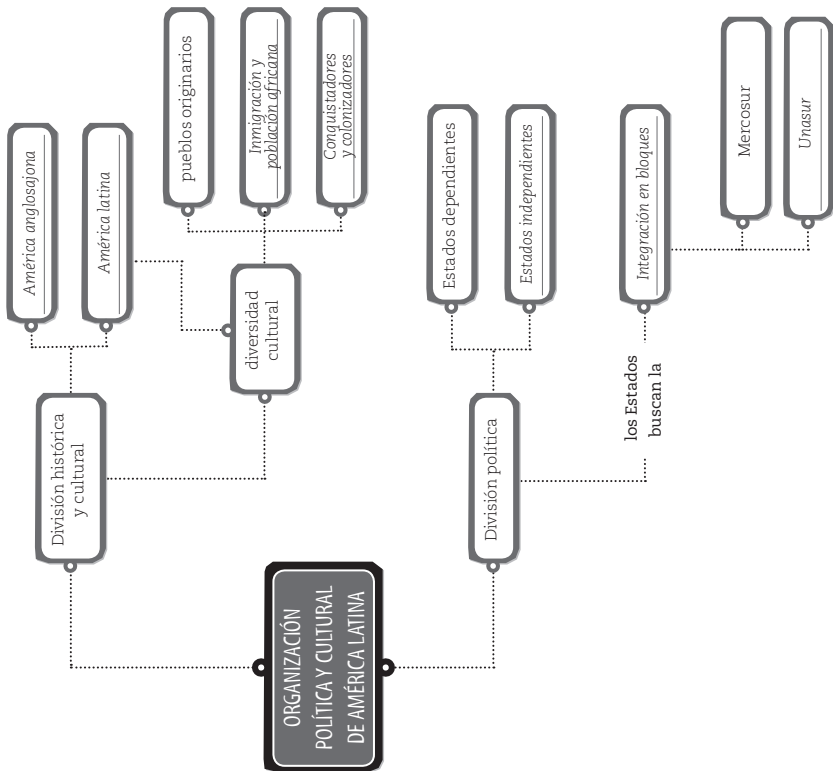 ORGANIZACIÓN
POLÍTICA Y CULTURAL
DE AMÉRICA LATINA
División histórica
y cultural
América anglosajona
América latina
diversidad
cultural
pueblos originarios
Inmigración y
población africana
Conquistadores
y colonizadores
División política
Estados dependientes
Estados independientes
los Estados
buscan la
Integración en bloques
Mercosur
Unasur